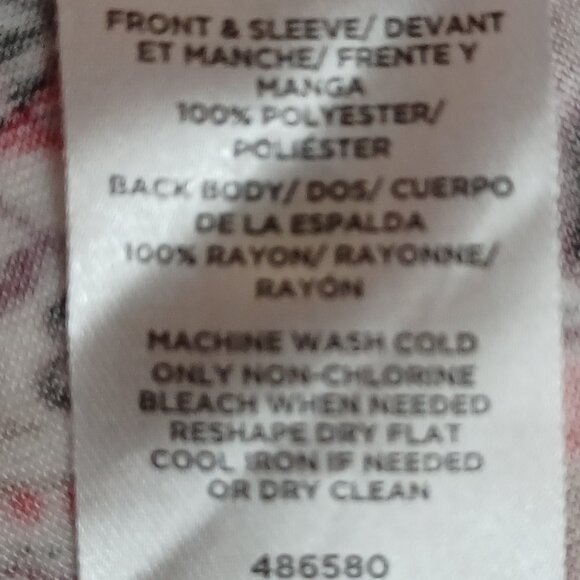 FRONT & SLEEVE/ DEVANT
ET MANCHE/ FRENTE Y
MANGA
100% POLYESTER/
POLIÉSTER
BACK BODY/ DOS/ CUERPO
DE LA ESPALDA
100% RAYON/ RAYONNE/
RAYÓN
MACHINE WASH COLD
ONLY NON-CHLORINE
BLEACH WHEN NEEDED
RESHAPE DRY FLAT
COOL IRON IF NEEDED
OR DRY CLEAN
486580